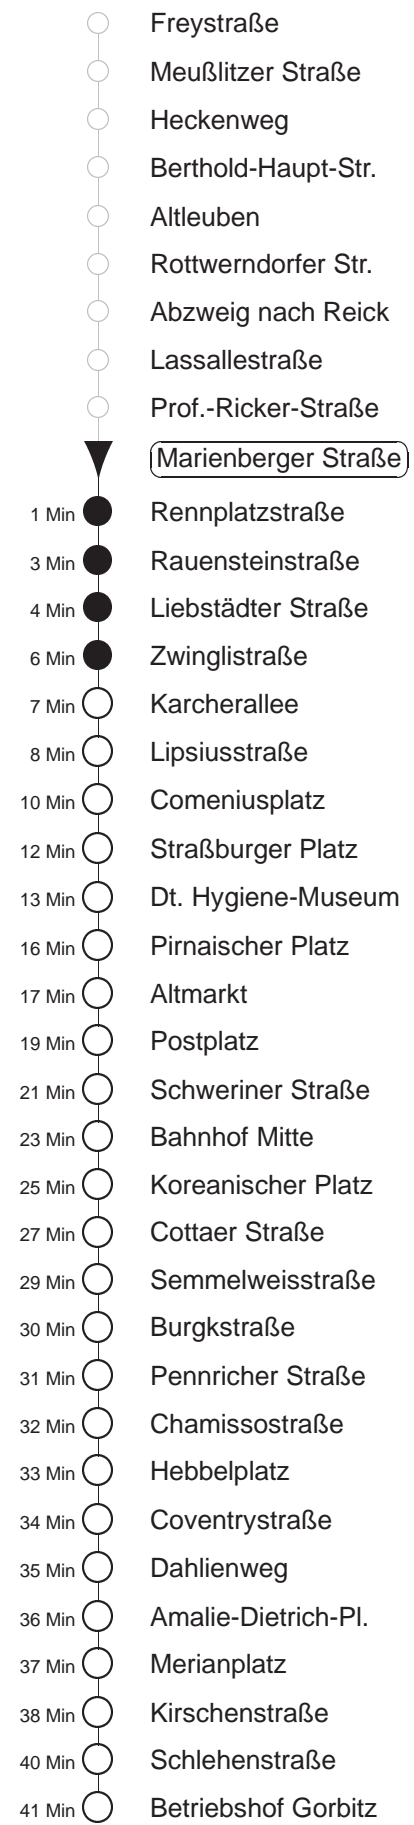 Freystraße
Meußlitzer Straße
Heckenweg
Berthold-Haupt-Str.
Altleuben
Rottwerndorfer Str.
Abzweig nach Reick
Lassallestraße
Prof.-Ricker-Straße
Marienberger Straße
1 Min Rennplatzstraße
3 Min Rauensteinstraße
4 Min Liebstädter Straße
6 Min Zwinglistraße
7 Min Karcherallee
8 Min Lipsiusstraße
10 Min Comeniusplatz
12 Min Straßburger Platz
13 Min Dt. Hygiene-Museum
16 Min Pirnaischer Platz
17 Min Altmarkt
19 Min Postplatz
21 Min Schweriner Straße
23 Min Bahnhof Mitte
25 Min Koreanischer Platz
27 Min Cottaer Straße
29 Min Semmelweisstraße
30 Min Burgkstraße
31 Min Pennricher Straße
32 Min Chamissostraße
33 Min Hebbelplatz
34 Min Coventrystraße
35 Min Dahlienweg
36 Min Amalie-Dietrich-Pl.
37 Min Merianplatz
38 Min Kirschenstraße
40 Min Schlehenstraße
41 Min Betriebshof Gorbitz